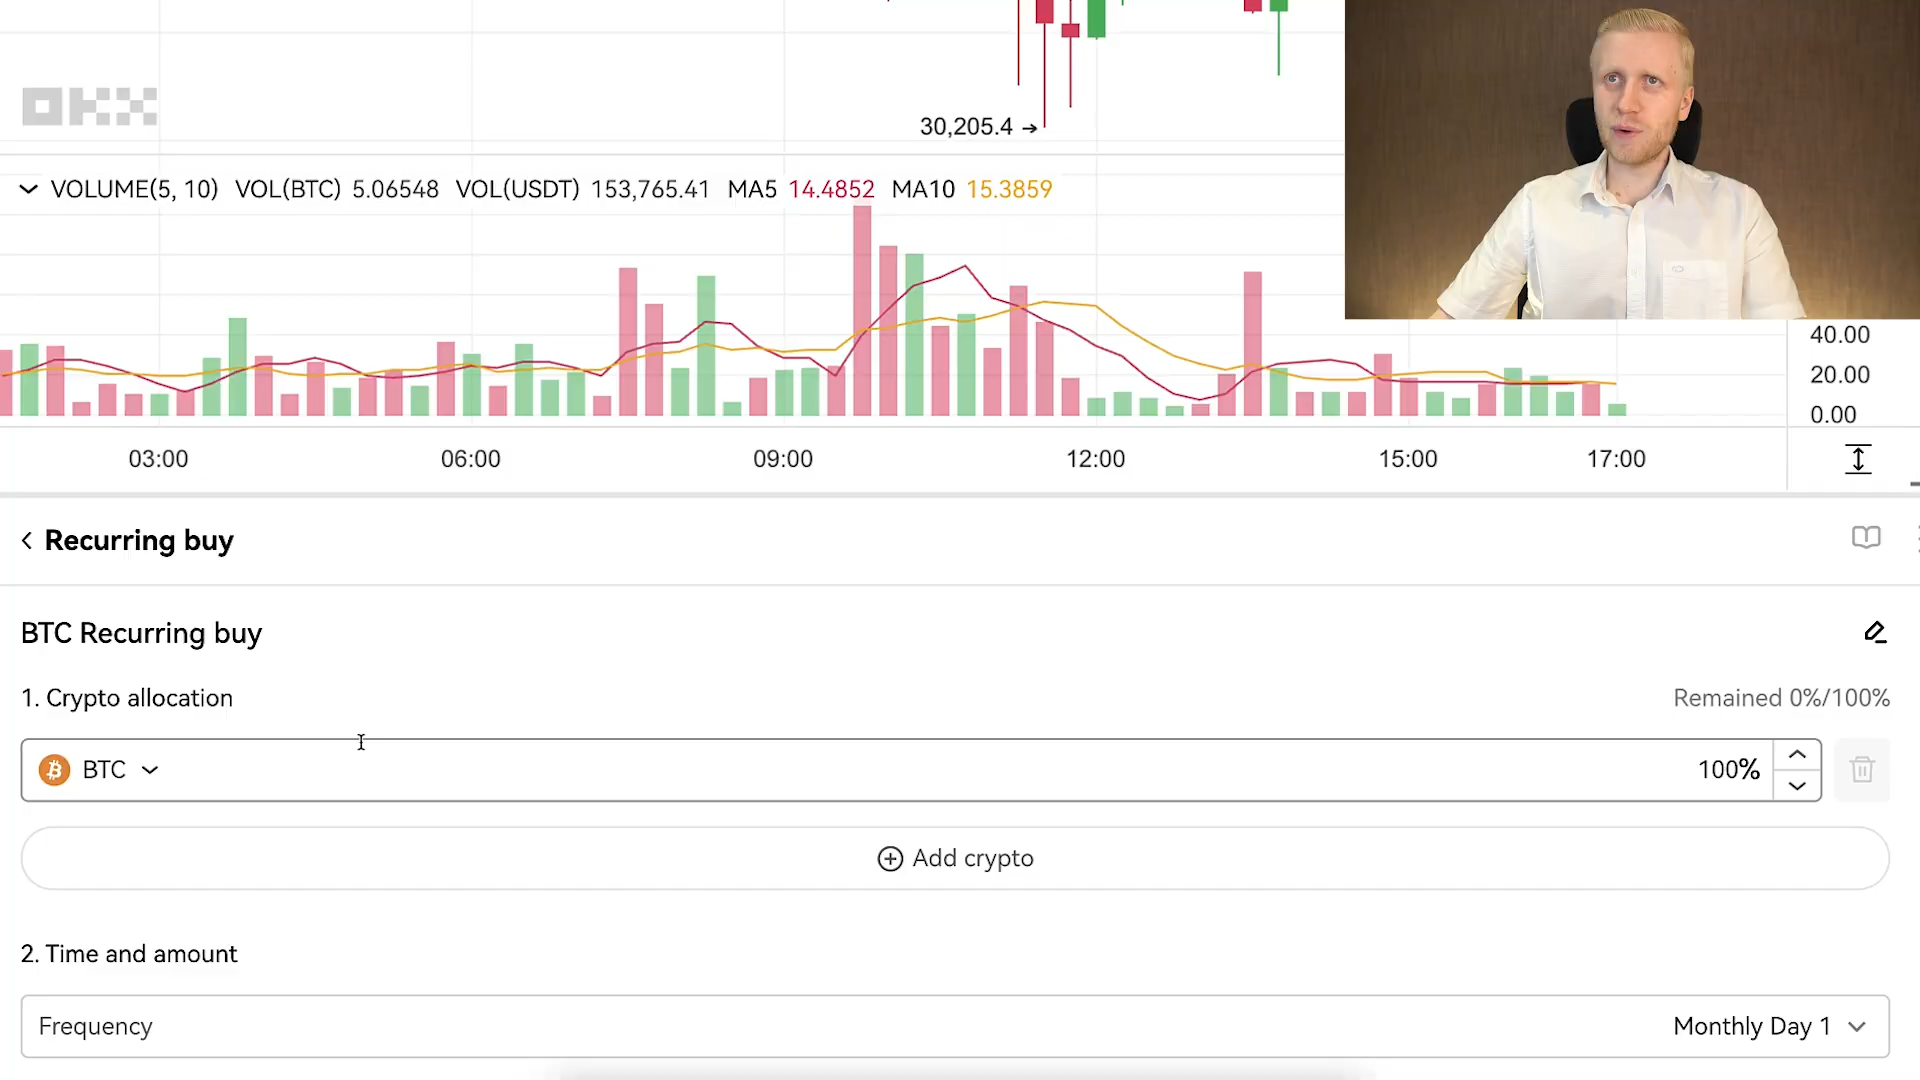 OKX
30,205.4
VOLUME(5, 10) VOL(BTC) 5.06548 VOL(USDT) 153,765.41 MA5 14.4852 MA10 15.3859
40.00
20.00
0.00
03:00 06:00 09:00 12:00 15:00 17:00
Recurring buy
BTC Recurring buy
1. Crypto allocation
Remained 0%/100%
BTC
100%
Add crypto
2. Time and amount
Frequency
Monthly Day 1